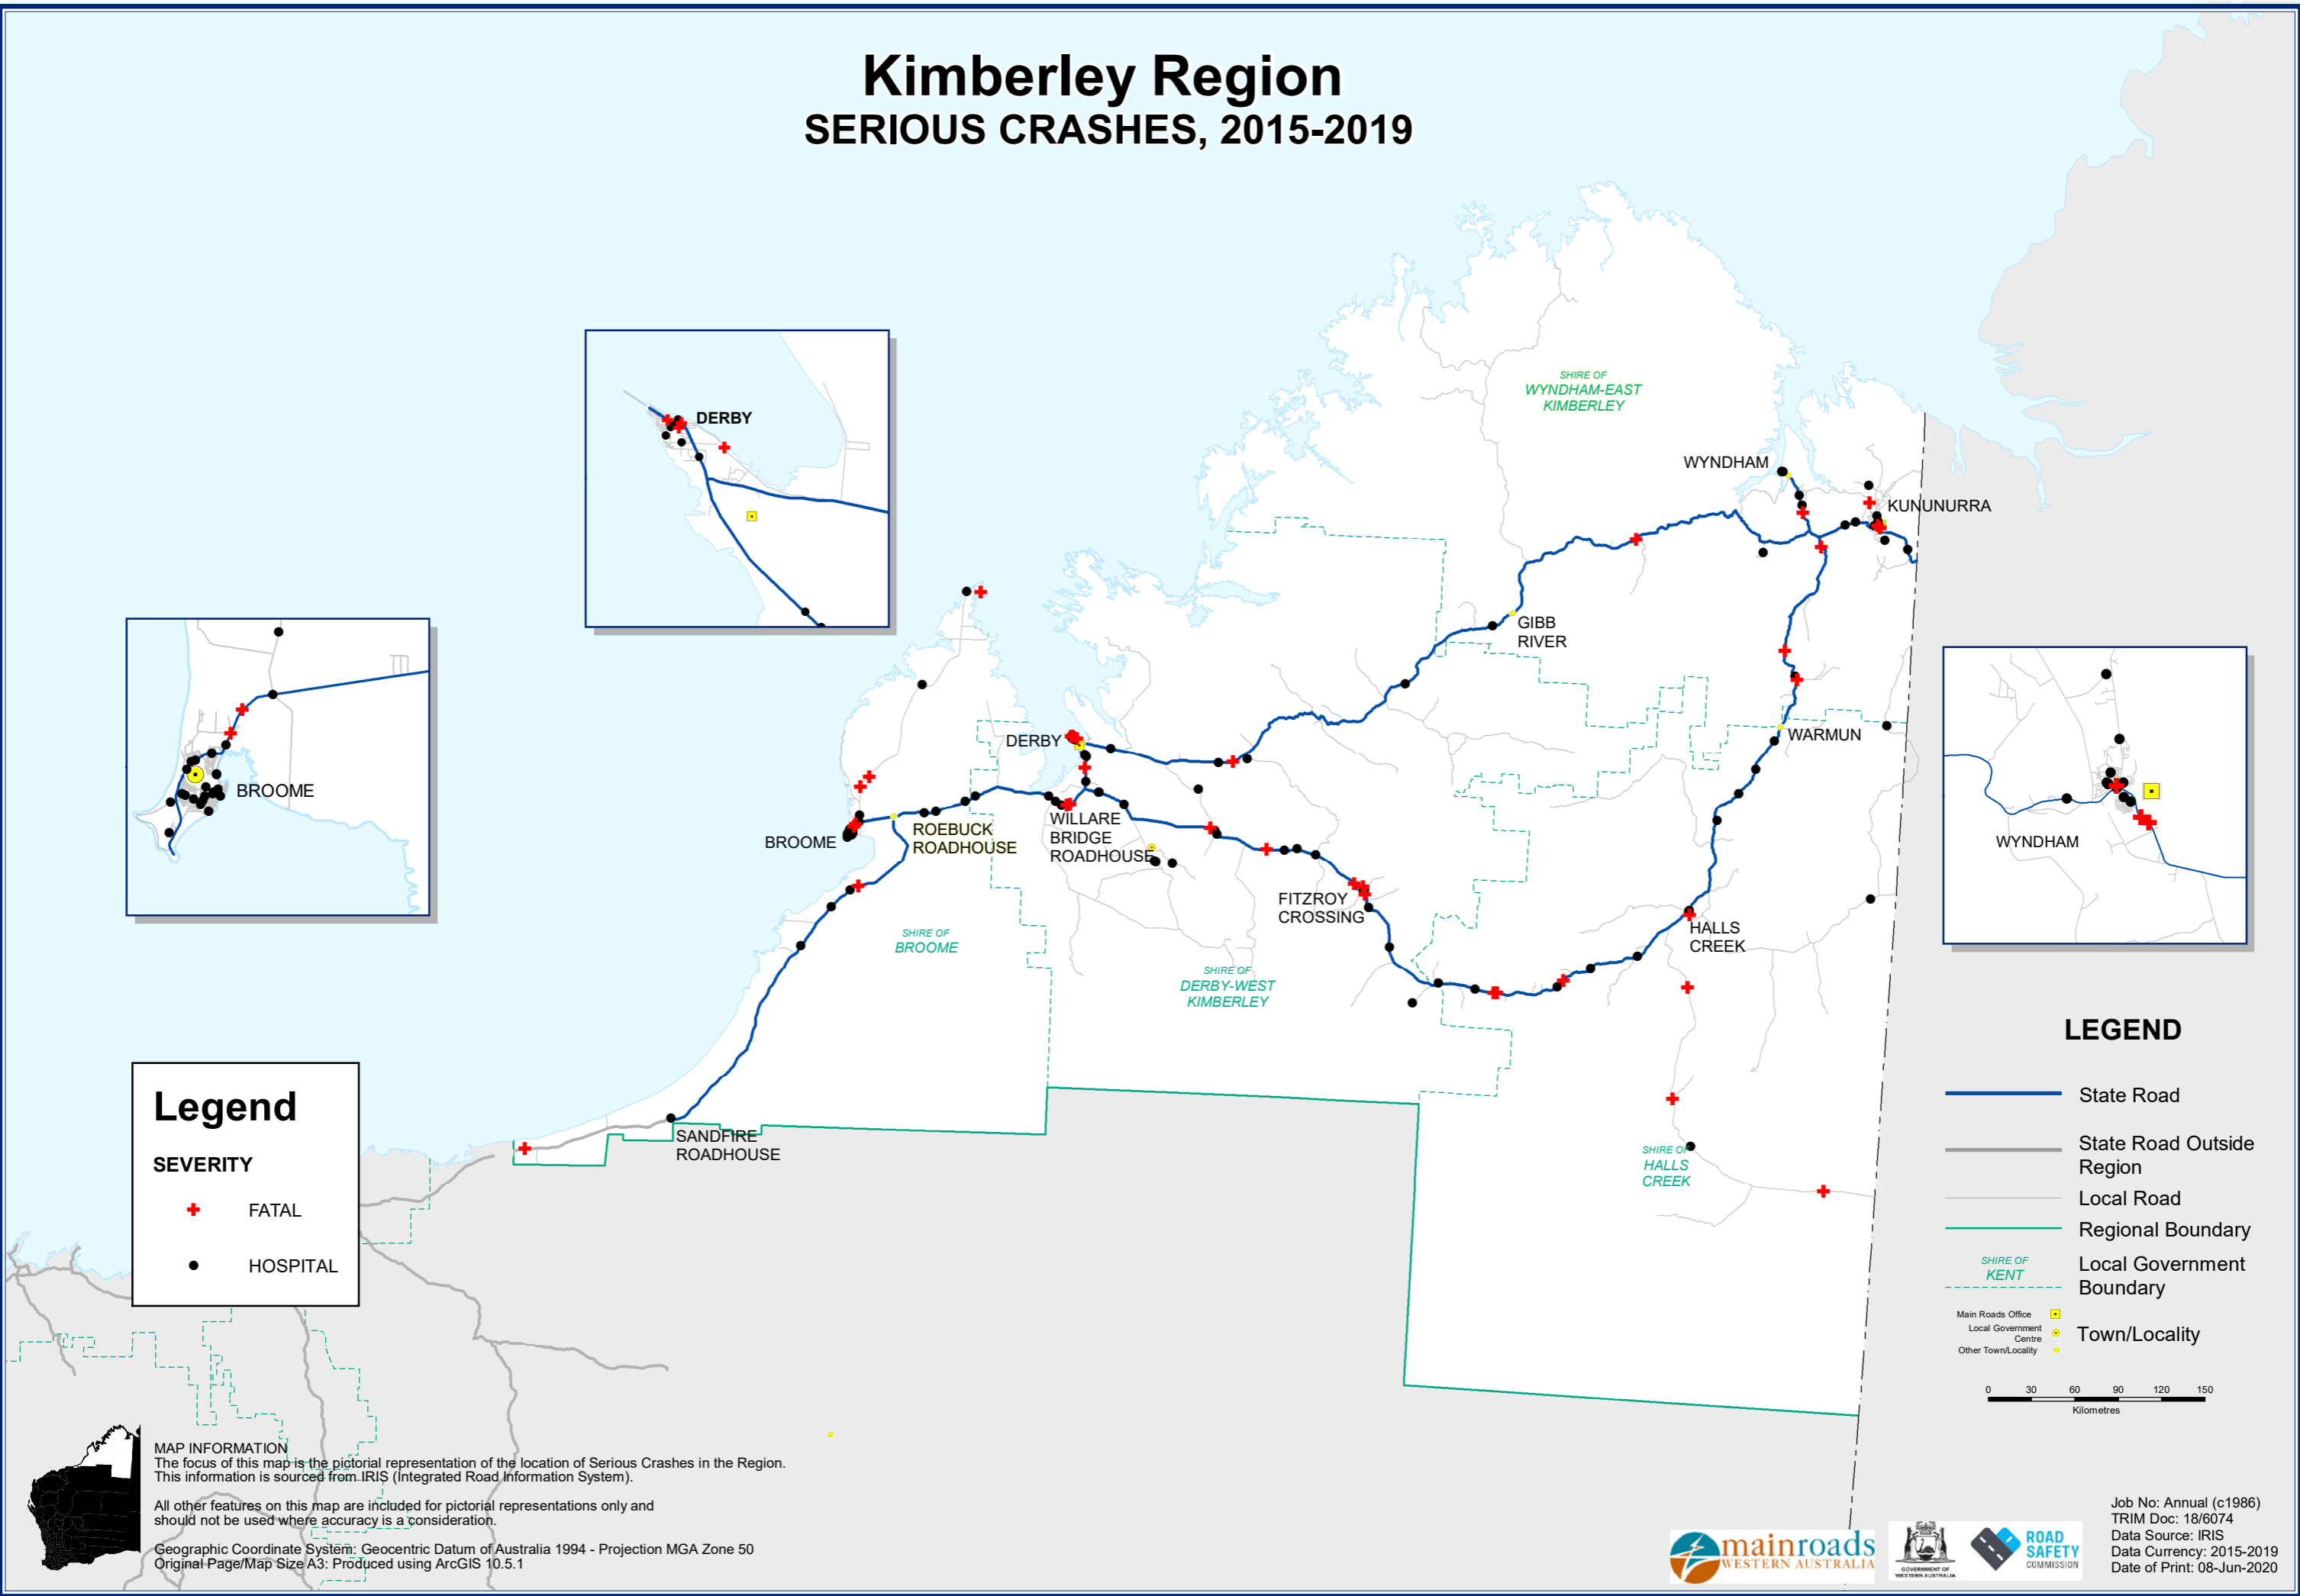 Kimberley Region
SERIOUS CRASHES, 2015-2019
SHIRE OF
WYNDHAM-EAST
KIMBERLEY
DERBY
WYNDHAM
KUNUNURRA
GIBB
RIVER
BROOME
DERBY
WARMUN
WYNDHAM
BROOME
ROEBUCK
ROADHOUSE
WILLARE
BRIDGE
ROADHOUSE
FITZROY
CROSSING
HALLS
CREEK
SHIRE OF
BROOME
SHIRE OF
DERBY-WEST
KIMBERLEY
SANDFIRE
ROADHOUSE
SHIRE OF
HALLS
CREEK
Legend
SEVERITY
FATAL
HOSPITAL
LEGEND
State Road
State Road Outside
Region
Local Road
Regional Boundary
SHIRE OF
KENT
Local Government
Boundary
Main Roads Office
Local Government
Centre
Other Town/Locality
Town/Locality
0 30 60 90 120 150
Kilometres
MAP INFORMATION
The focus of this map is the pictorial representation of the location of Serious Crashes in the Region.
This information is sourced from IRIS (Integrated Road Information System).
All other features on this map are included for pictorial representations only and
should not be used where accuracy is a consideration.
Geographic Coordinate System: Geocentric Datum of Australia 1994 - Projection MGA Zone 50
Original Page/Map Size A3: Produced using ArcGIS 10.5.1
mainroads
WESTERN AUSTRALIA
GOVERNMENT OF
WESTERN AUSTRALIA
ROAD
SAFETY
COMMISSION
Job No: Annual (c1986)
TRIM Doc: 18/6074
Data Source: IRIS
Data Currency: 2015-2019
Date of Print: 08-Jun-2020